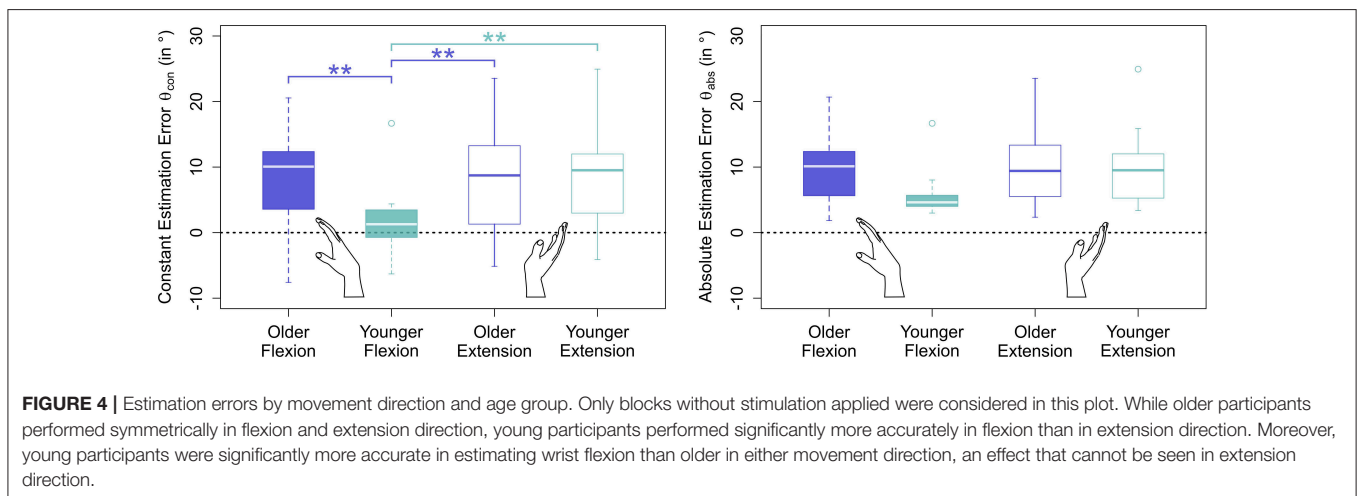 Constant Estimation Error θcon (in °)
30
20
10
0
-10
**
**
**
Older Flexion
Younger Flexion
Older Extension
Younger Extension
Absolute Estimation Error θabs (in °)
30
20
10
0
-10
Older Flexion
Younger Flexion
Older Extension
Younger Extension
FIGURE 4 | Estimation errors by movement direction and age group. Only blocks without stimulation applied were considered in this plot. While older participants
performed symmetrically in flexion and extension direction, young participants performed significantly more accurately in flexion than in extension direction. Moreover,
young participants were significantly more accurate in estimating wrist flexion than older in either movement direction, an effect that cannot be seen in extension
direction.